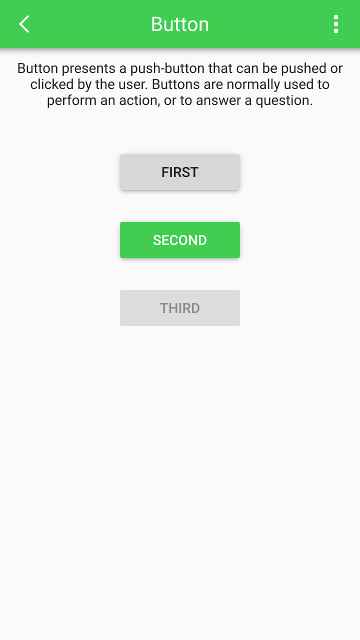 Button
Button presents a push-button that can be pushed or
clicked by the user. Buttons are normally used to
perform an action, or to answer a question.
FIRST
SECOND
THIRD